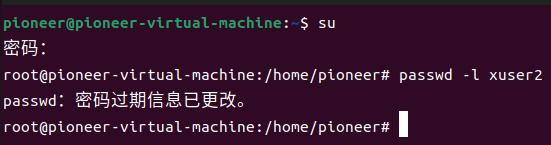 pioneer@pioneer-virtual-machine:~$ su
密码：
root@pioneer-virtual-machine:/home/pioneer# passwd -l xuser2
passwd：密码过期信息已更改。
root@pioneer-virtual-machine:/home/pioneer#